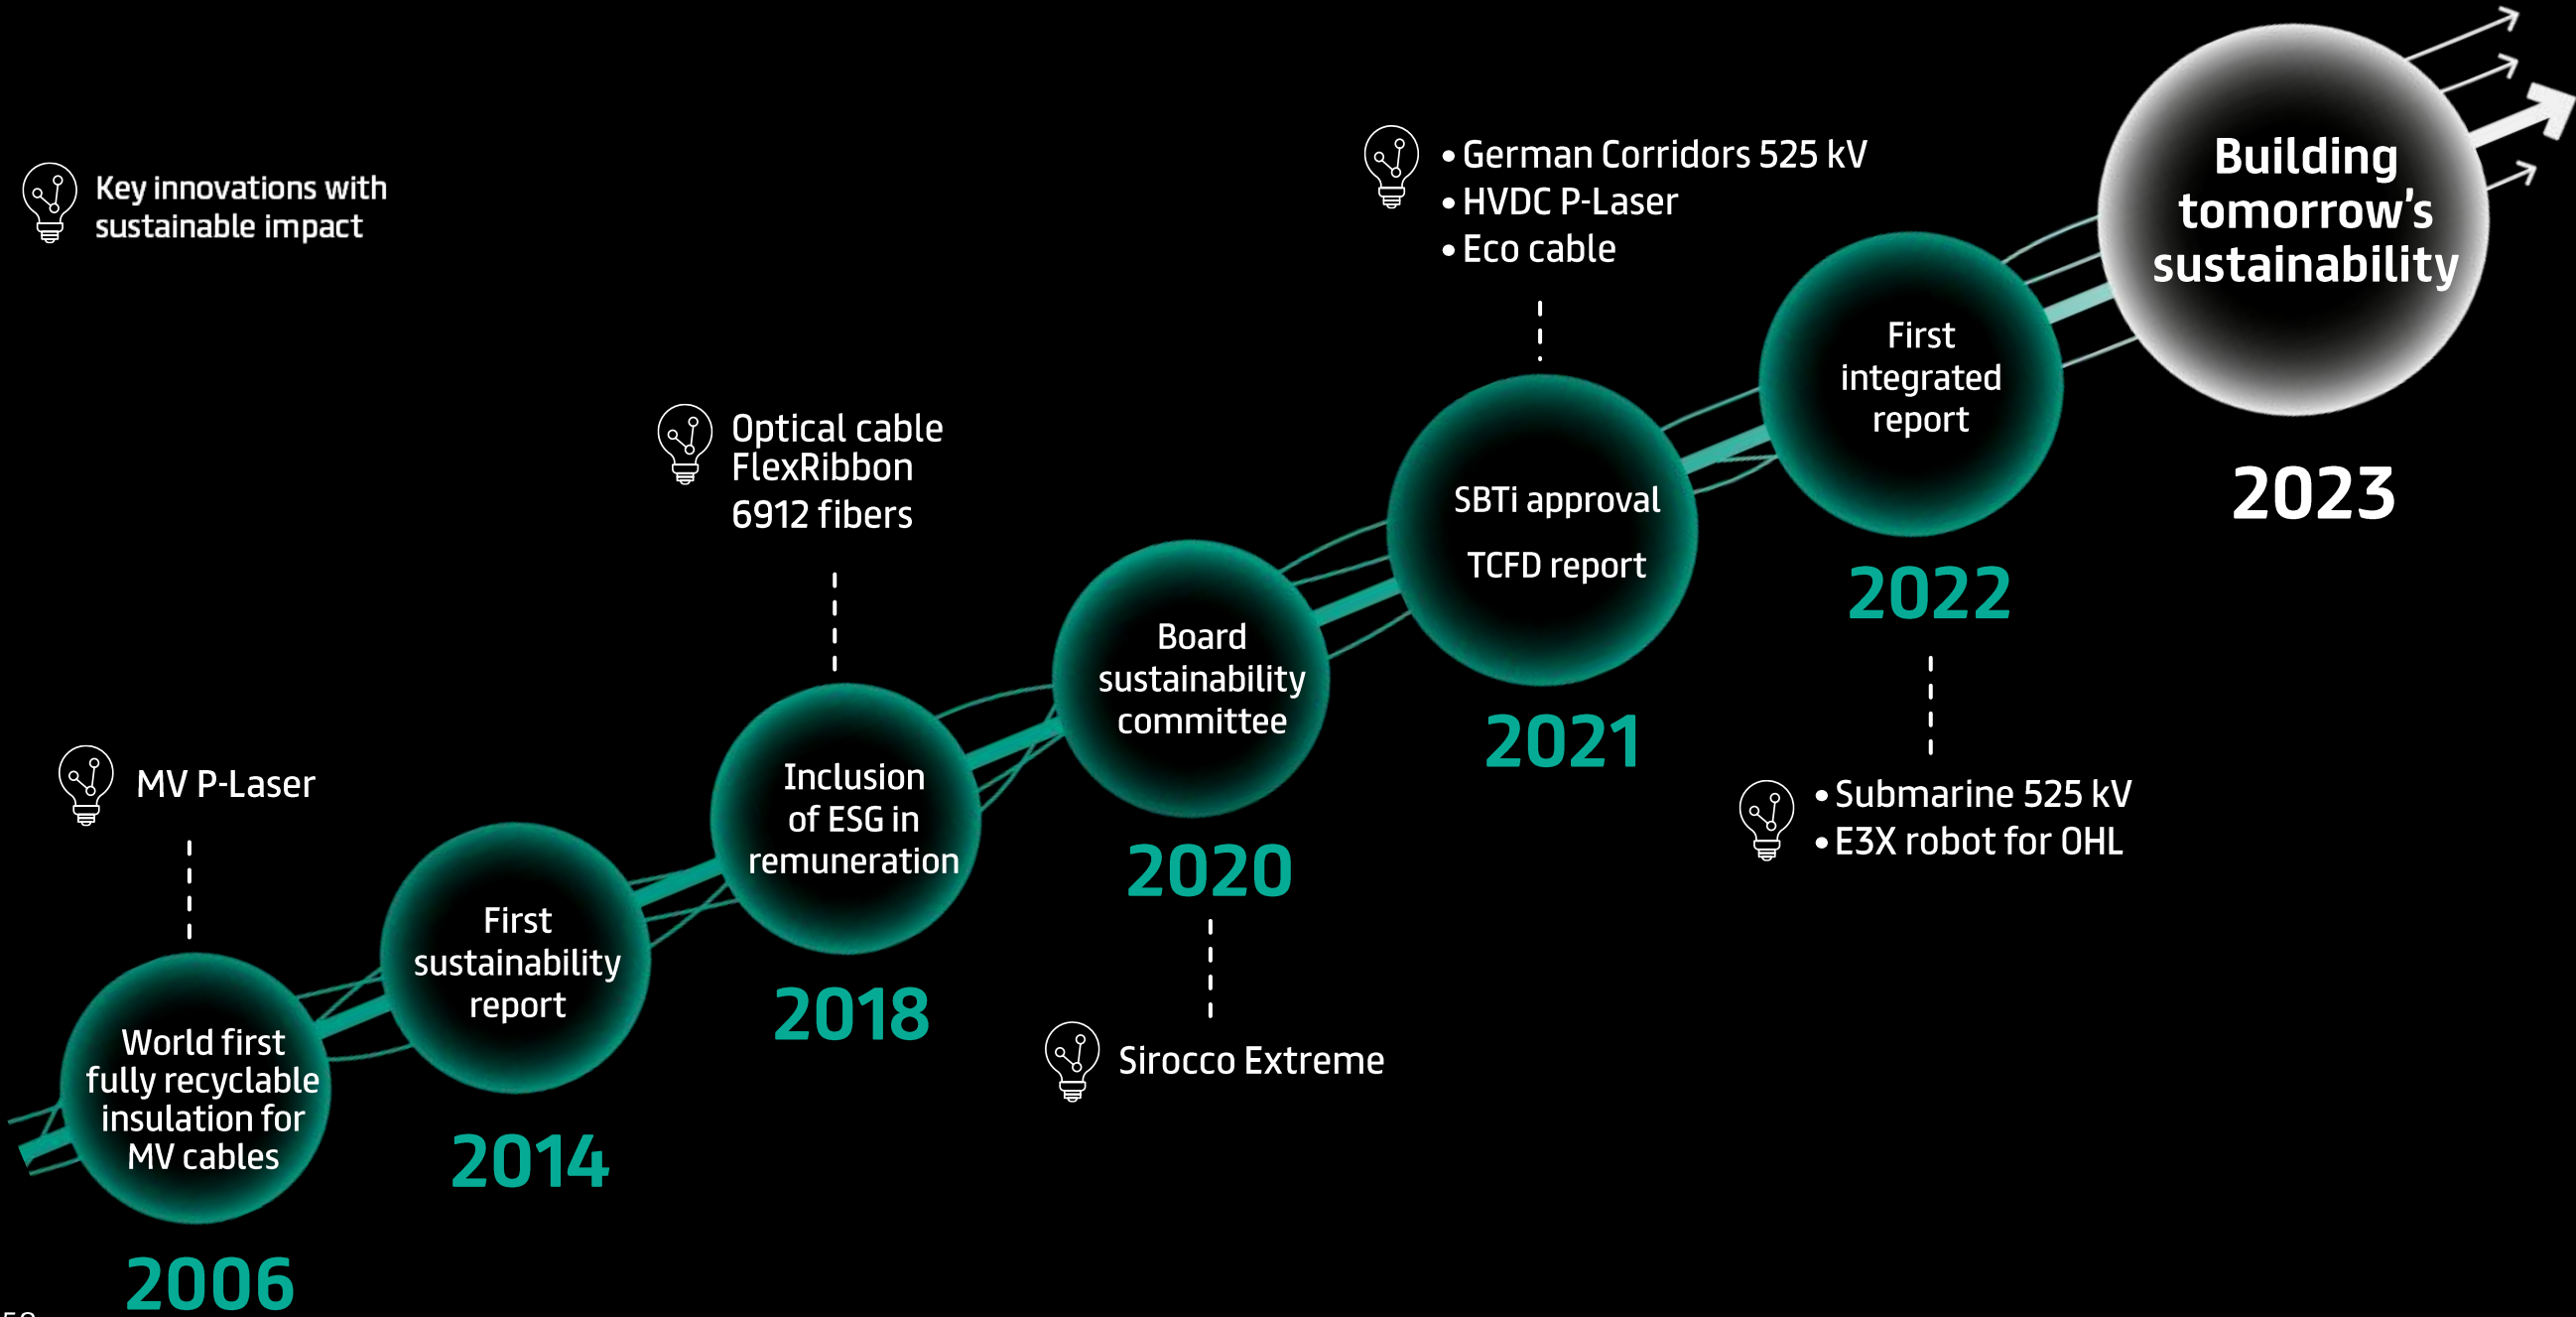 Key innovations with
sustainable impact
MV P-Laser
World first
fully recyclable
insulation for
MV cables
2006
First
sustainability
report
2014
Optical cable
FlexRibbon
6912 fibers
Inclusion
of ESG in
remuneration
2018
Board
sustainability
committee
2020
Sirocco Extreme
• German Corridors 525 kV
• HVDC P-Laser
• Eco cable
SBTi approval
TCFD report
2021
First
integrated
report
2022
• Submarine 525 kV
• E3X robot for OHL
Building
tomorrow’s
sustainability
2023